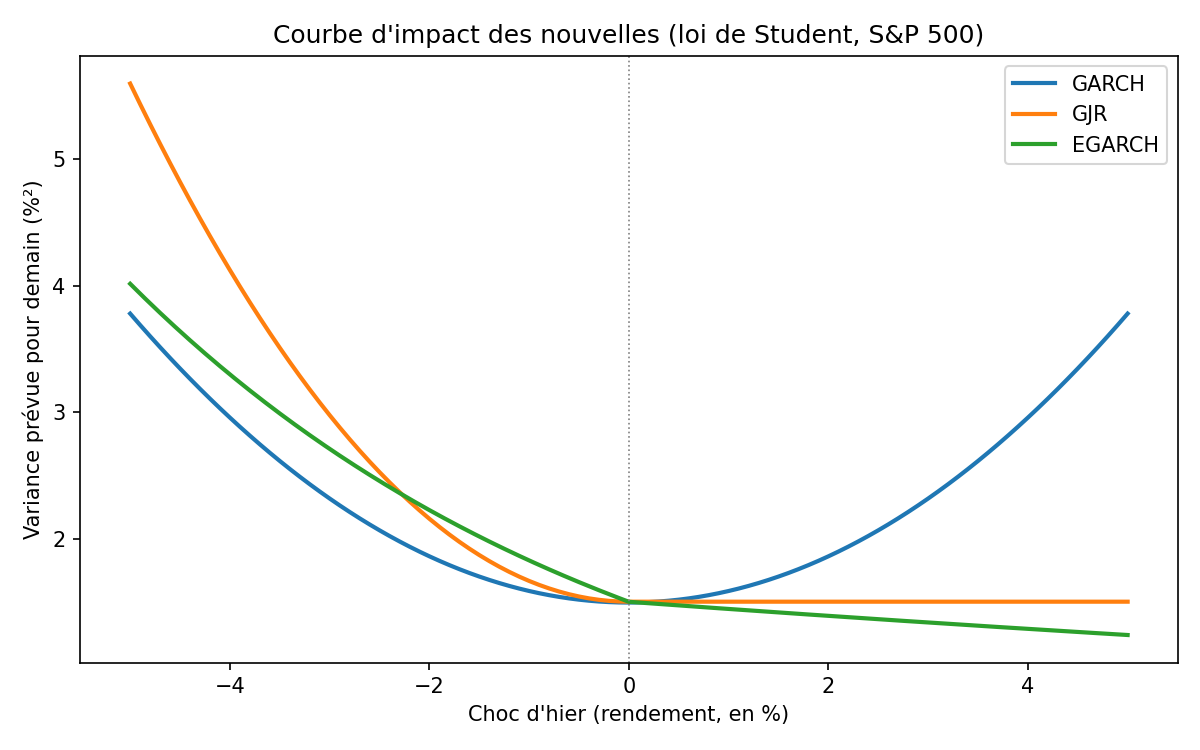 Courbe d'impact des nouvelles (loi de Student, S&P 500)
GARCH
GJR
EGARCH
Variance prévue pour demain (%²)
5
4
3
2
−4
−2
0
2
4
Choc d'hier (rendement, en %)